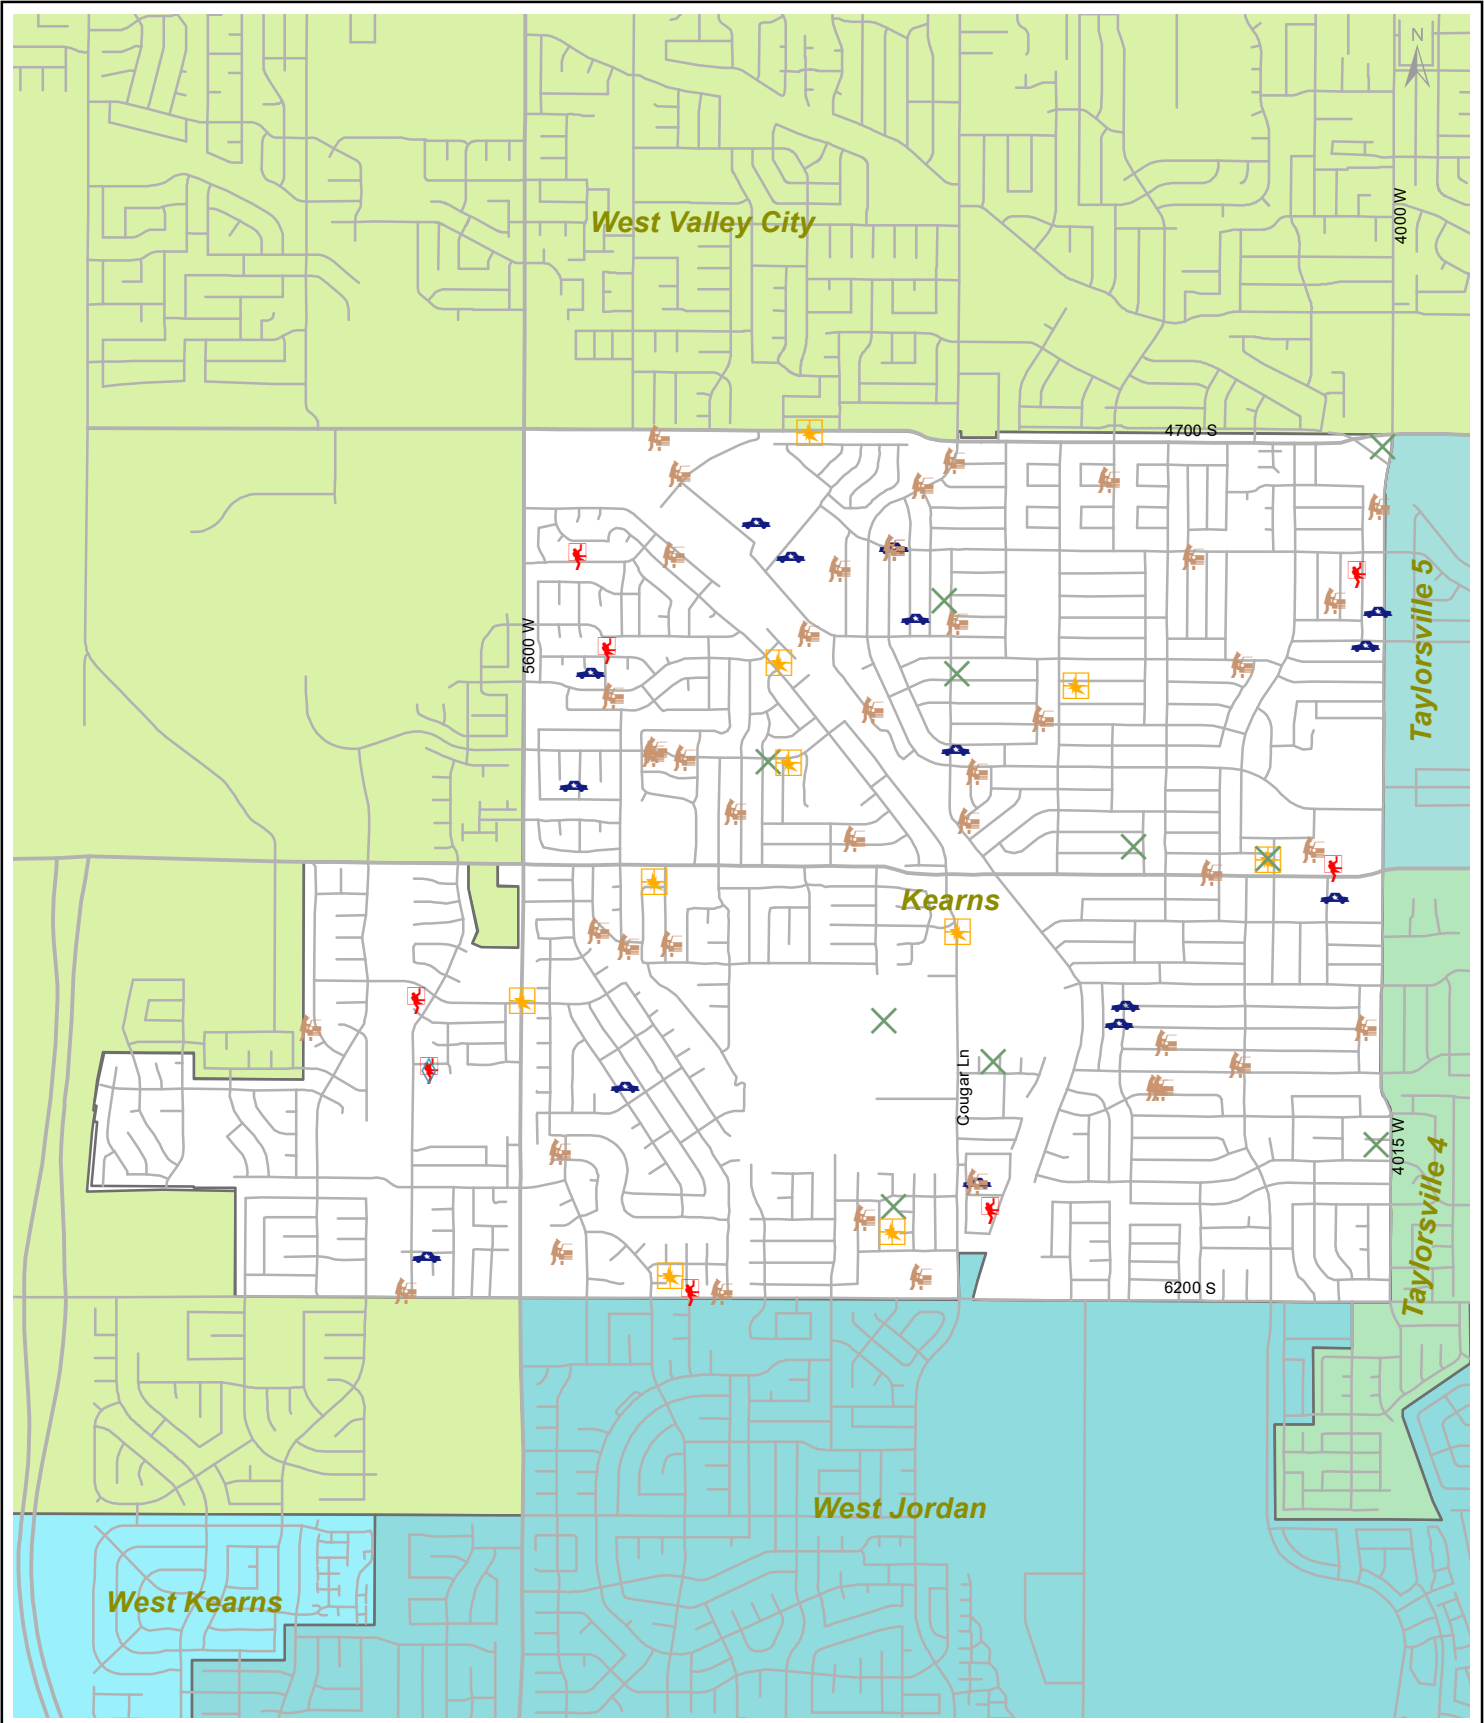 N
4000 W
West Valley City
4700 S
Taylorsville 5
5600 W
Kearns
Cougar Ln
4015 W
Taylorsville 4
6200 S
West Jordan
West Kearns